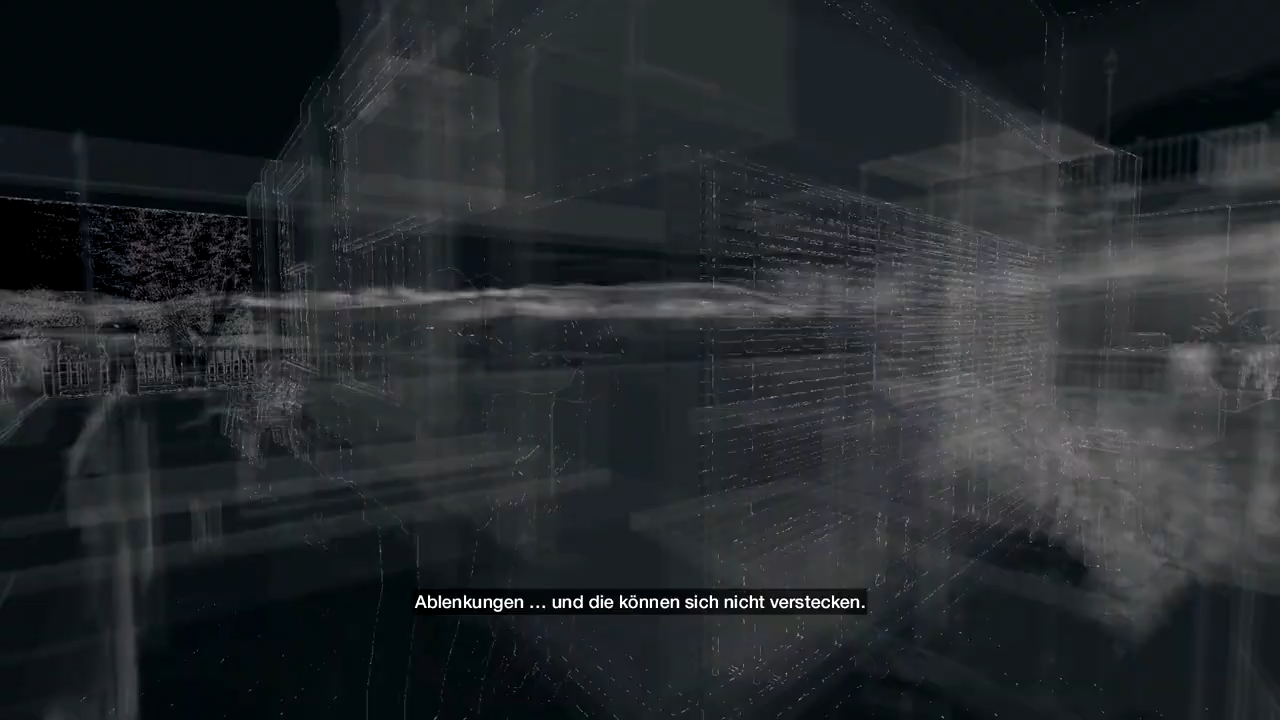 Ablenkungen … und die können sich nicht verstecken.